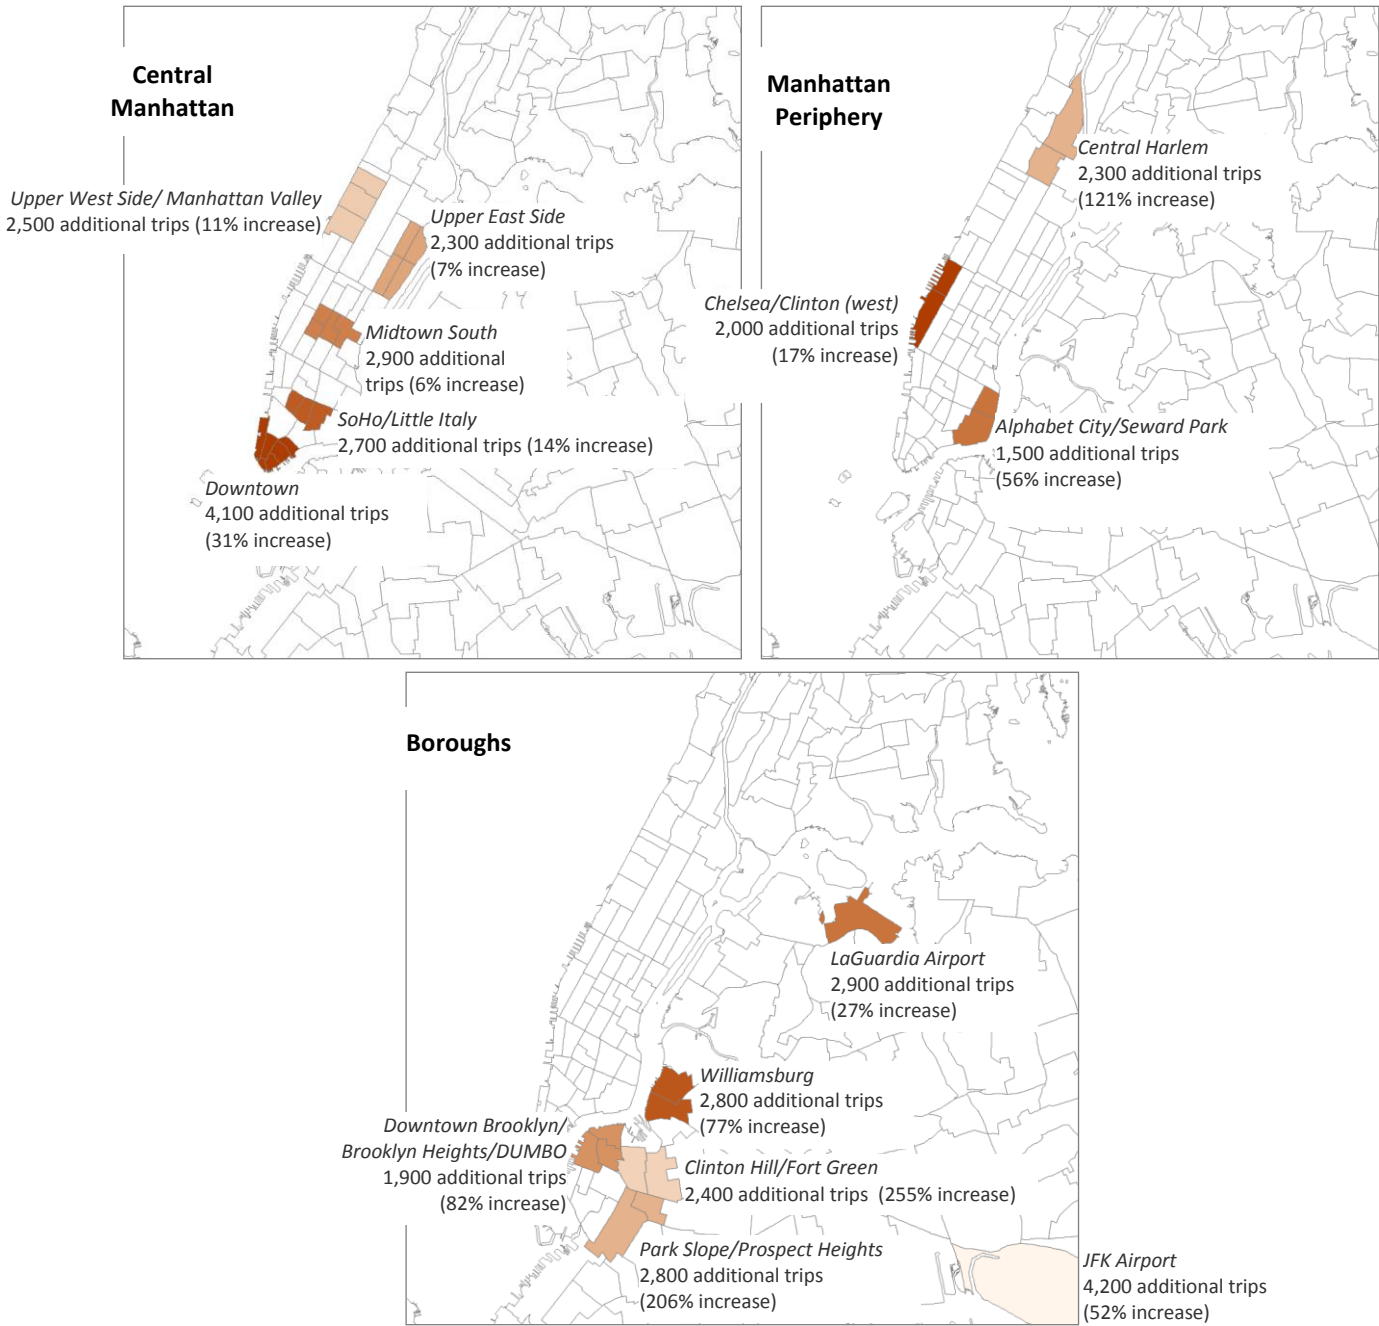 Central
Manhattan
Upper West Side/ Manhattan Valley
2,500 additional trips (11% increase)
Upper East Side
2,300 additional trips
(7% increase)
Midtown South
2,900 additional
trips (6% increase)
SoHo/Little Italy
2,700 additional trips (14% increase)
Downtown
4,100 additional trips
(31% increase)
Manhattan
Periphery
Central Harlem
2,300 additional trips
(121% increase)
Chelsea/Clinton (west)
2,000 additional trips
(17% increase)
Alphabet City/Seward Park
1,500 additional trips
(56% increase)
Boroughs
LaGuardia Airport
2,900 additional trips
(27% increase)
Williamsburg
2,800 additional trips
(77% increase)
Downtown Brooklyn/
Brooklyn Heights/DUMBO
1,900 additional trips
(82% increase)
Clinton Hill/Fort Green
2,400 additional trips (255% increase)
Park Slope/Prospect Heights
2,800 additional trips
(206% increase)
JFK Airport
4,200 additional trips
(52% increase)